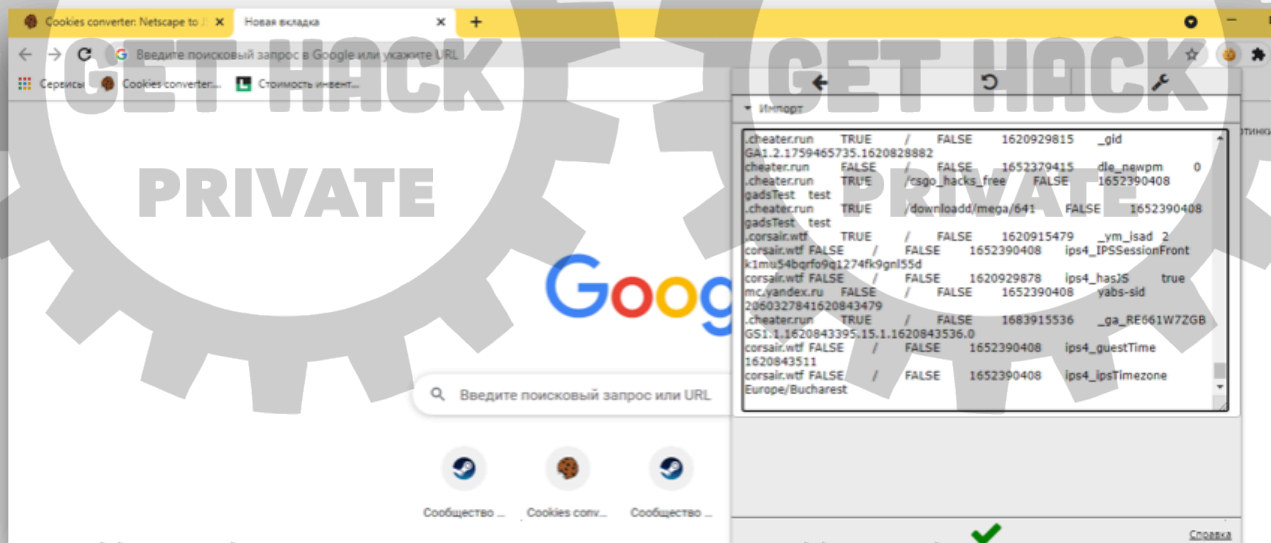 Cookies converter: Netscape to J
Новая вкладка
Введите поисковый запрос в Google или укажите URL
Сервисы
Cookies converter:...
Стоимость инвент...
GET HACK
PRIVATE
GET HACK
PRIVATE
Импорт
.cheater.run TRUE / FALSE 1620929815 _gid
GA1.2.1759465735.1620828882
cheater.run FALSE / FALSE 1652379415 dle_newpm 0
.cheater.run TRUE /csgo_hacks_free FALSE 1652390408
gadsTest test
.cheater.run TRUE /downloadd/mega/641 FALSE 1652390408
gadsTest test
.corsair.wtf TRUE / FALSE 1620915479 _ym_isad 2
corsair.wtf FALSE / FALSE 1652390408 ips4_IPSSessionFront
k1mu54bqrfo9q1274fk9gnl55d
corsair.wtf FALSE / FALSE 1620929878 ips4_hasJS true
mc.yandex.ru FALSE / FALSE 1652390408 yabs-sid
2060327841620843479
.cheater.run TRUE / FALSE 1683915536 _ga_RE661W7ZGB
GS1.1.1620843395.15.1.1620843536.0
corsair.wtf FALSE / FALSE 1652390408 ips4_guestTime
1620843511
corsair.wtf FALSE / FALSE 1652390408 ips4_ipsTimezone
Europe/Bucharest
Goog
Введите поисковый запрос или URL
Сообщество ...
Cookies conv...
Сообщество ...
Справка